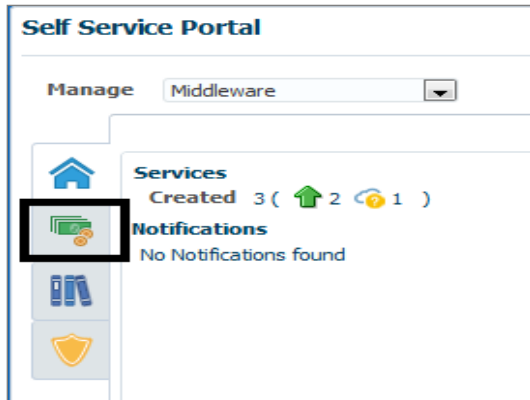 Self Service Portal
Manage Middleware
Services
Created 3 ( 2 1 )
Notifications
No Notifications found